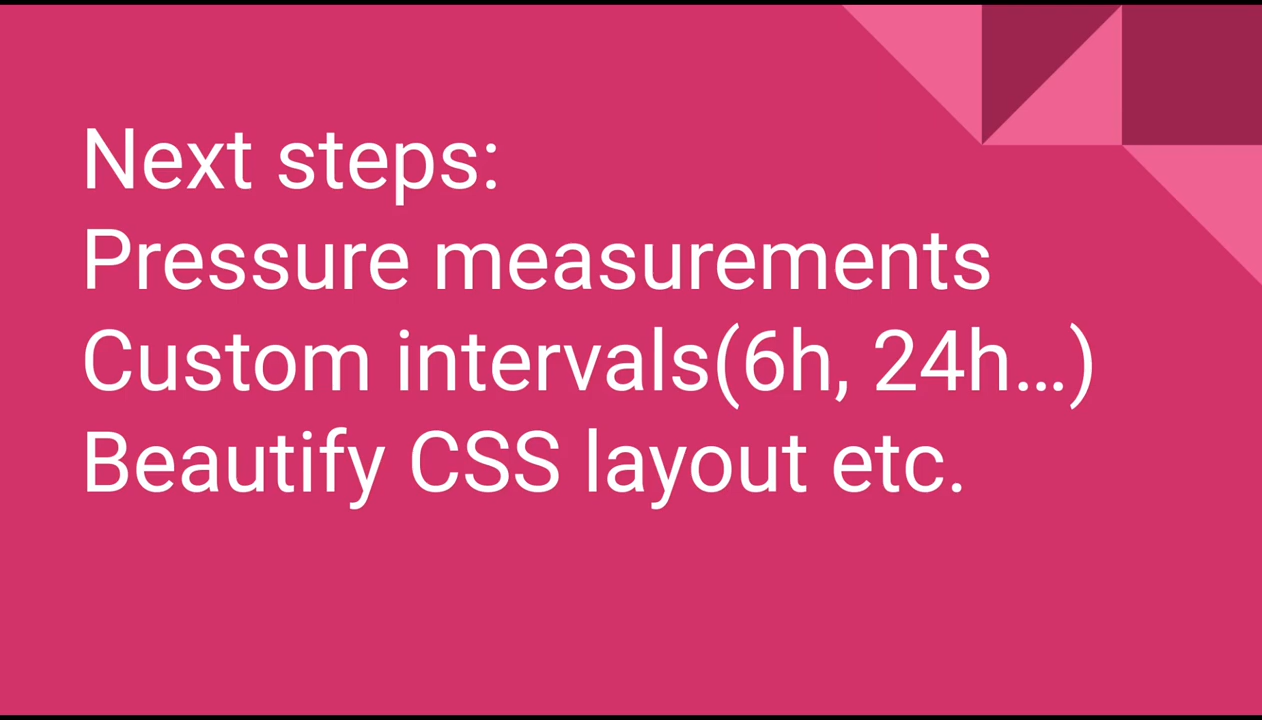 Next steps:
Pressure measurements
Custom intervals(6h, 24h...)
Beautify CSS layout etc.